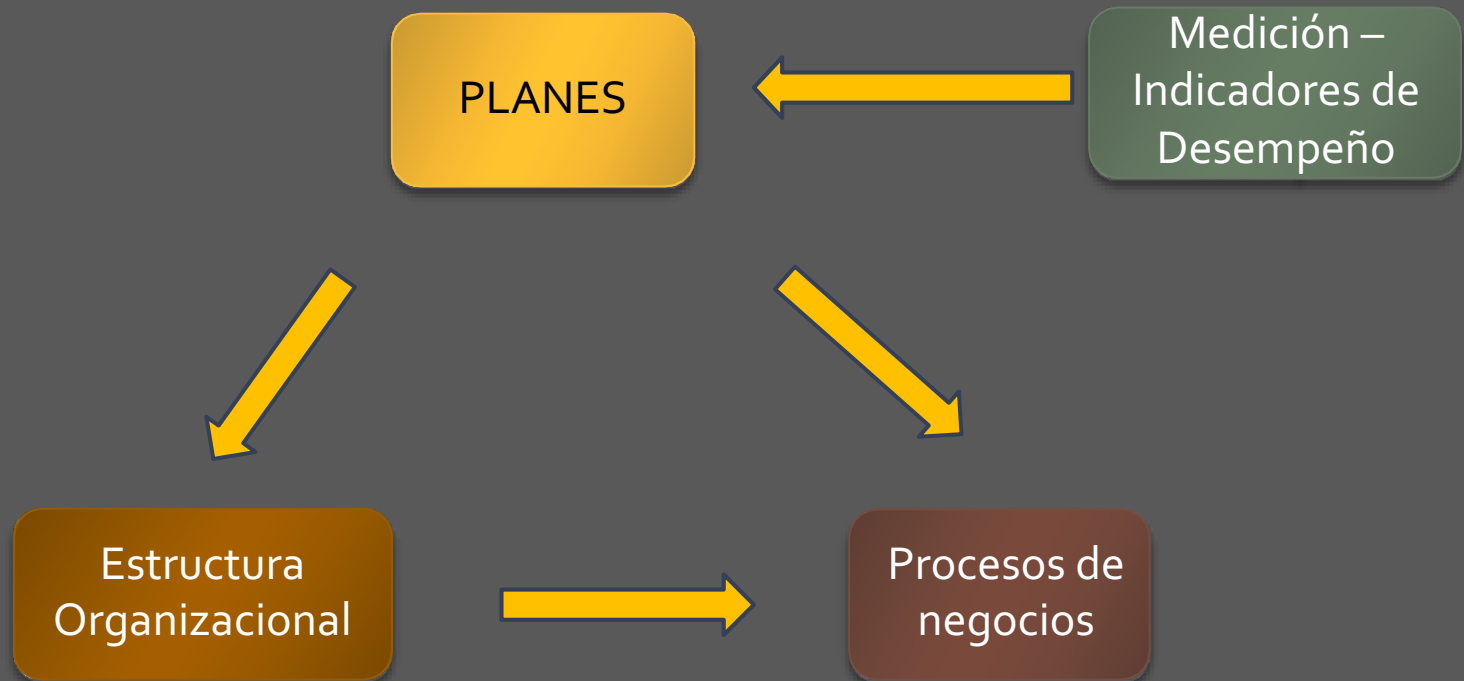 PLANES
Medición –
Indicadores de
Desempeño
Estructura
Organizacional
Procesos de
negocios